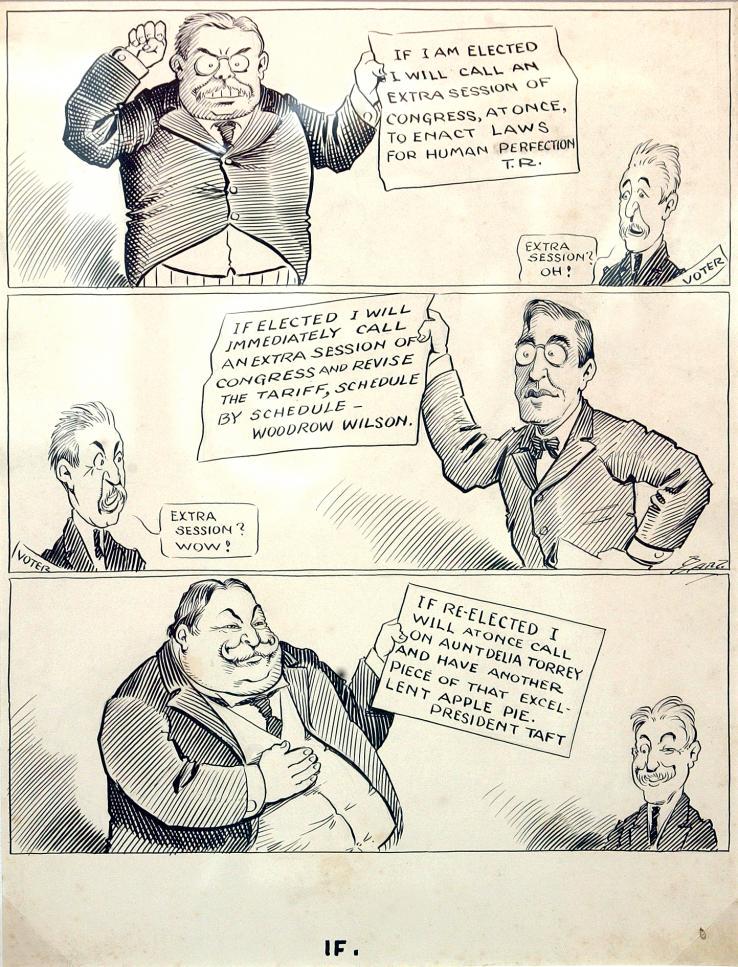 IF I AM ELECTED
I WILL CALL AN
EXTRA SESSION OF
CONGRESS, AT ONCE,
TO ENACT LAWS
FOR HUMAN PERFECTION
T.R.
EXTRA
SESSION?
OH!
VOTER
IF ELECTED I WILL
IMMEDIATELY CALL
AN EXTRA SESSION OF
CONGRESS AND REVISE
THE TARIFF, SCHEDULE
BY SCHEDULE –
WOODROW WILSON.
EXTRA
SESSION?
WOW!
VOTER
IF RE-ELECTED I
WILL AT ONCE CALL
ON AUNT DELIA TORREY
AND HAVE ANOTHER
PIECE OF THAT EXCEL-
LENT APPLE PIE.
PRESIDENT TAFT
IF.